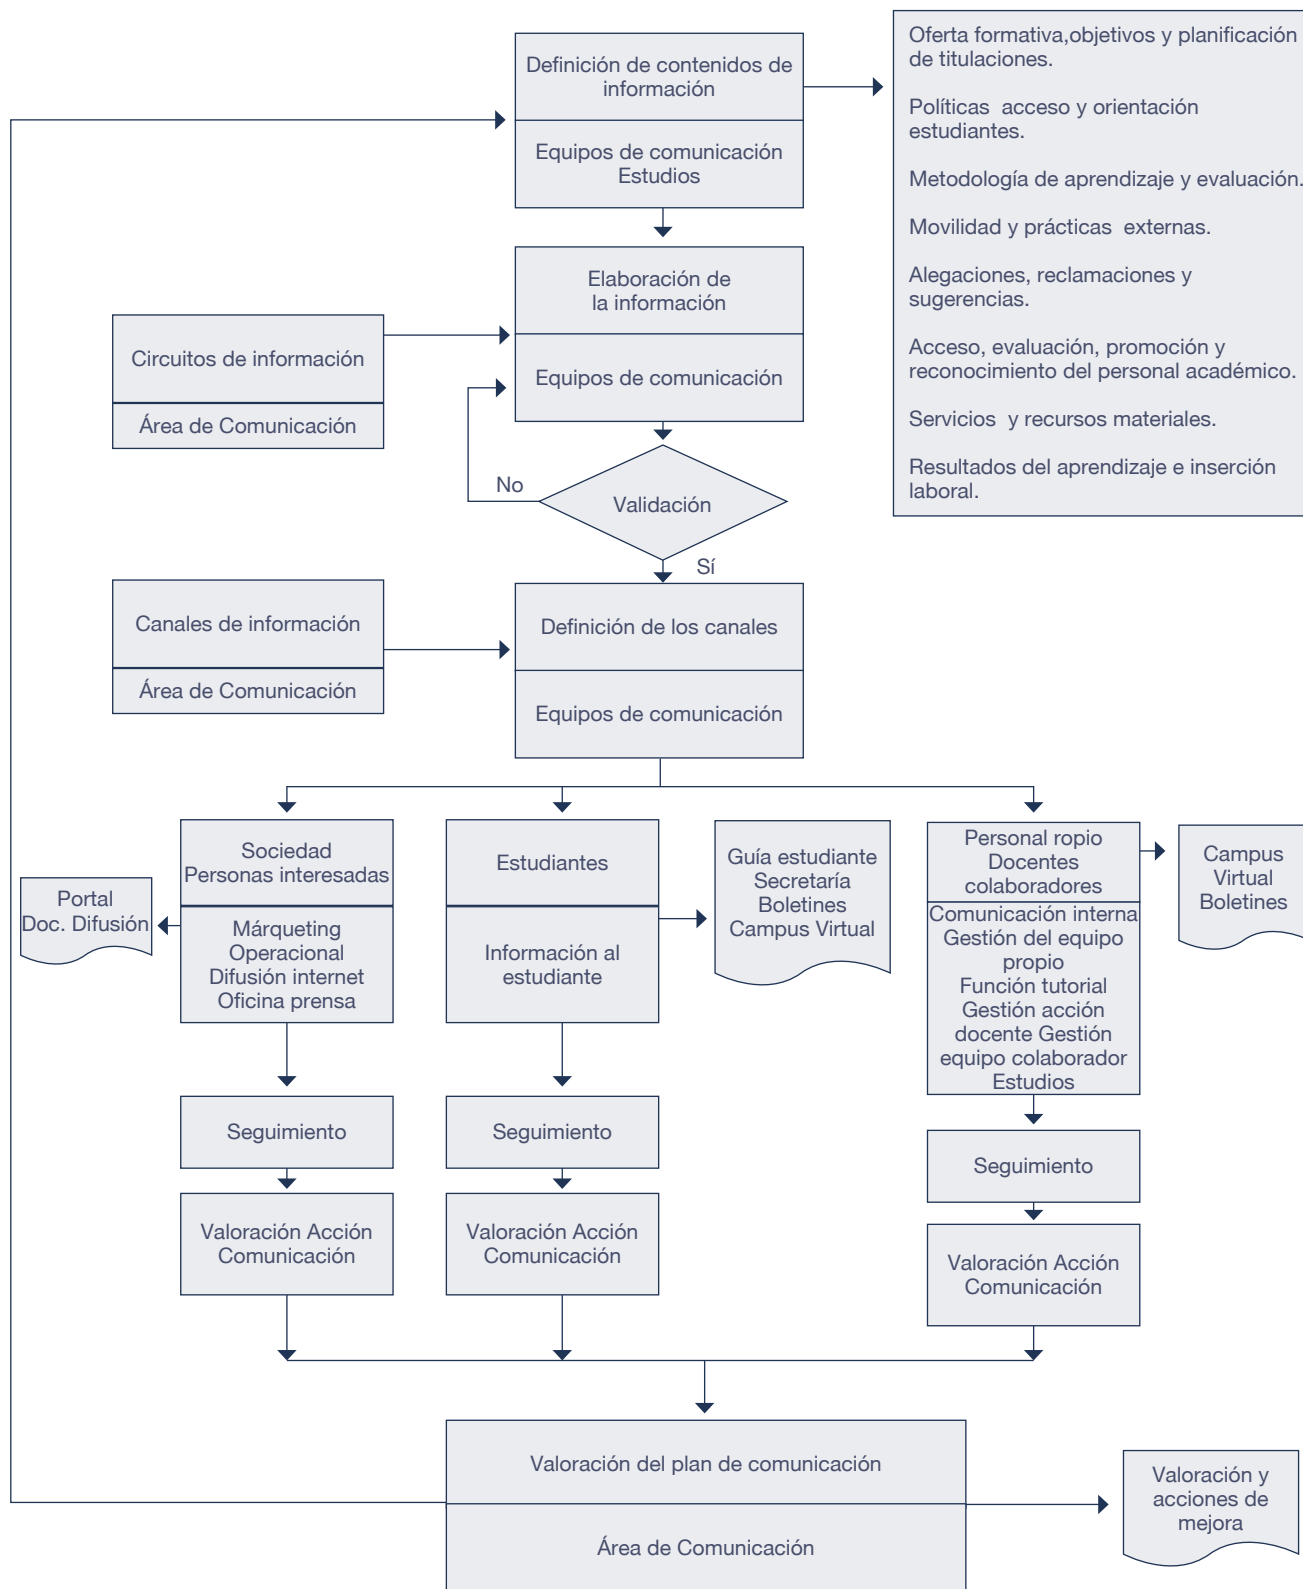 Definición de contenidos de
información
Equipos de comunicación
Estudios
Oferta formativa,objetivos y planificación
de titulaciones.
Políticas  acceso y orientación
estudiantes.
Metodología de aprendizaje y evaluación.
Movilidad y prácticas  externas.
Alegaciones, reclamaciones y
sugerencias.
Acceso, evaluación, promoción y
reconocimiento del personal académico.
Servicios  y recursos materiales.
Resultados del aprendizaje e inserción
laboral.
Elaboración de
la información
Equipos de comunicación
Circuitos de información
Área de Comunicación
No
Validación
Sí
Canales de información
Área de Comunicación
Definición de los canales
Equipos de comunicación
Sociedad
Personas interesadas
Márqueting
Operacional
Difusión internet
Oficina prensa
Portal
Doc. Difusión
Estudiantes
Información al
estudiante
Guía estudiante
Secretaría
Boletines
Campus Virtual
Personal ropio
Docentes
colaboradores
Comunicación interna
Gestión del equipo
propio
Función tutorial
Gestión acción
docente Gestión
equipo colaborador
Estudios
Campus
Virtual
Boletines
Seguimiento
Seguimiento
Seguimiento
Valoración Acción
Comunicación
Valoración Acción
Comunicación
Valoración Acción
Comunicación
Valoración del plan de comunicación
Área de Comunicación
Valoración y
acciones de
mejora